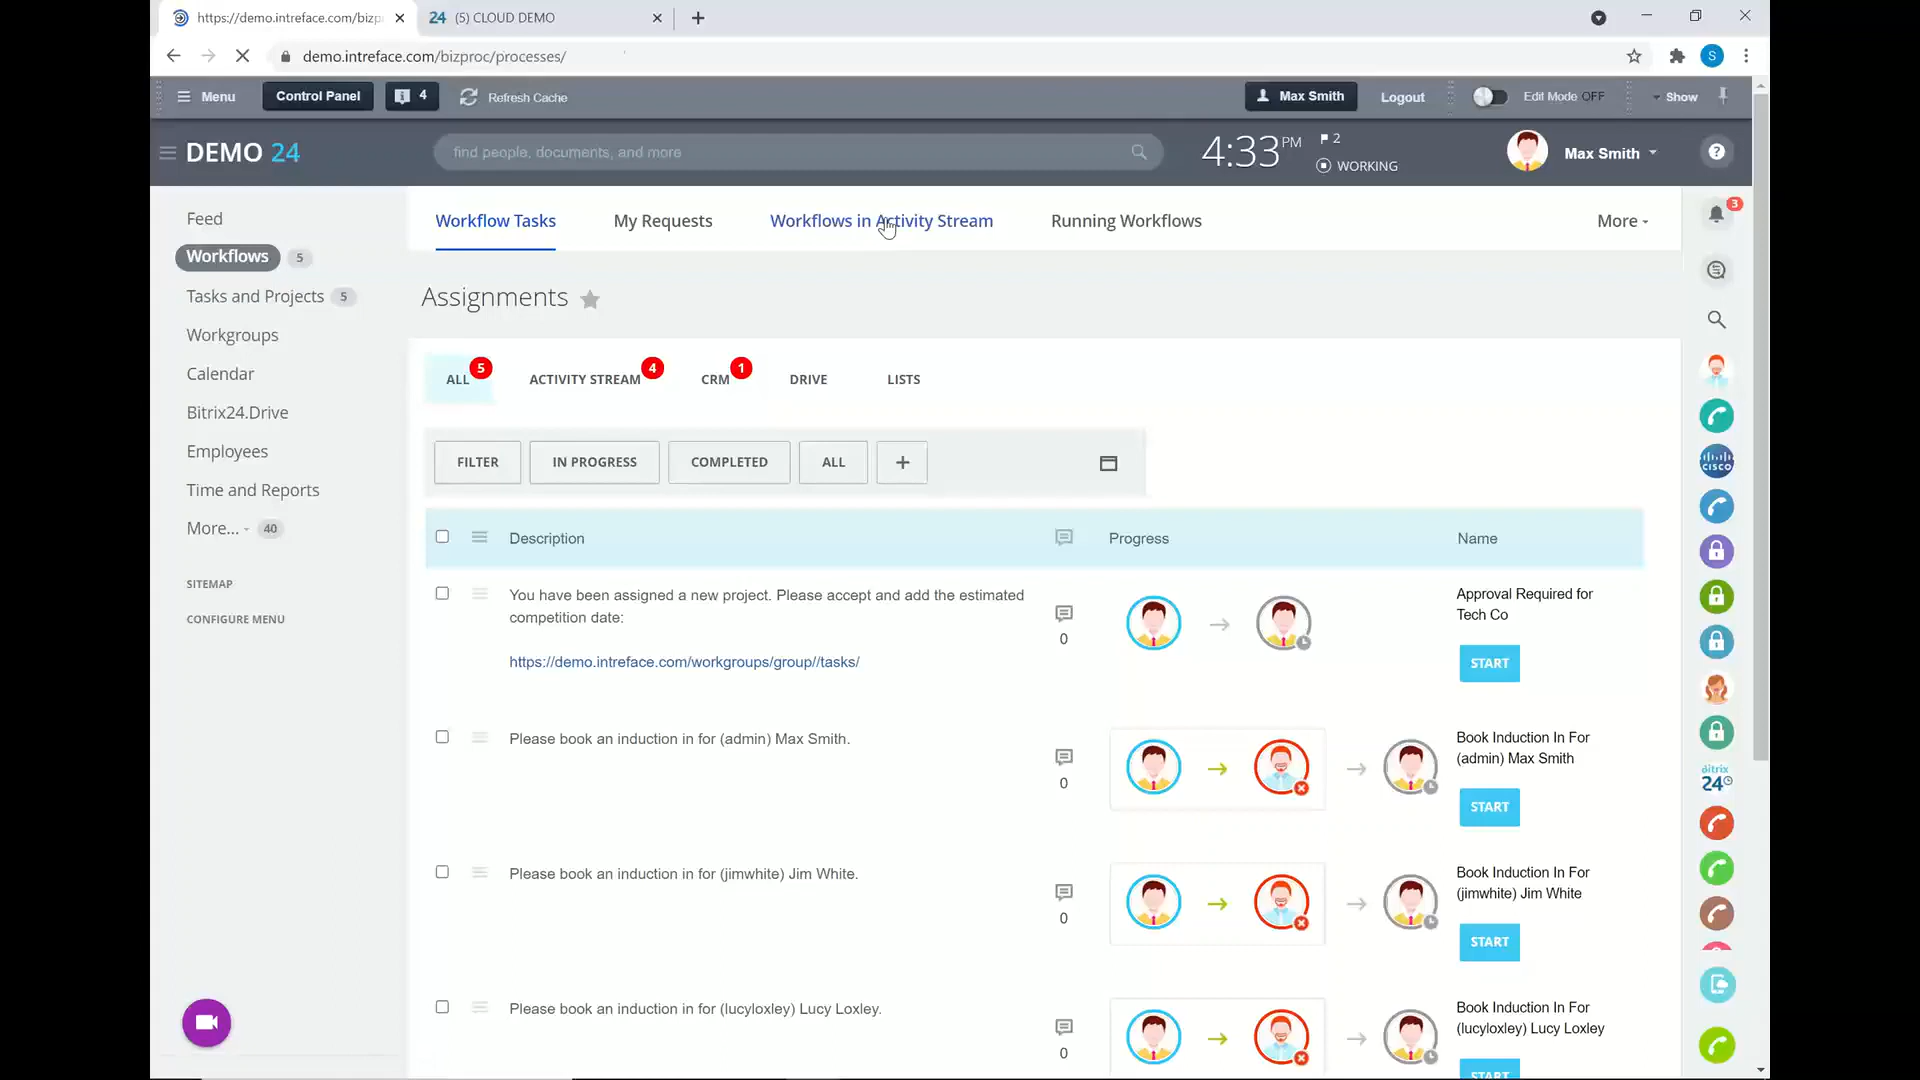 https://demo.intreface.com/bizp
24 (5) CLOUD DEMO
demo.intreface.com/bizproc/processes/
S
Menu
Control Panel
4
Refresh Cache
Max Smith
Logout
Edit Mode OFF
Show
DEMO 24
find people, documents, and more
4:33 PM
2
WORKING
Max Smith
?
Feed
Workflows 5
Tasks and Projects 5
Workgroups
Calendar
Bitrix24.Drive
Employees
Time and Reports
More... 40
SITEMAP
CONFIGURE MENU
Workflow Tasks
My Requests
Workflows in Activity Stream
Running Workflows
More
3
Assignments
ALL 5
ACTIVITY STREAM 4
CRM 1
DRIVE
LISTS
FILTER
IN PROGRESS
COMPLETED
ALL
+
Description
Progress
Name
You have been assigned a new project. Please accept and add the estimated
competition date:
https://demo.intreface.com/workgroups/group//tasks/
0
Approval Required for
Tech Co
START
Please book an induction in for (admin) Max Smith.
0
Book Induction In For
(admin) Max Smith
START
Please book an induction in for (jimwhite) Jim White.
0
Book Induction In For
(jimwhite) Jim White
START
Please book an induction in for (lucyloxley) Lucy Loxley.
0
Book Induction In For
(lucyloxley) Lucy Loxley
START
CISCO
bitrix
24